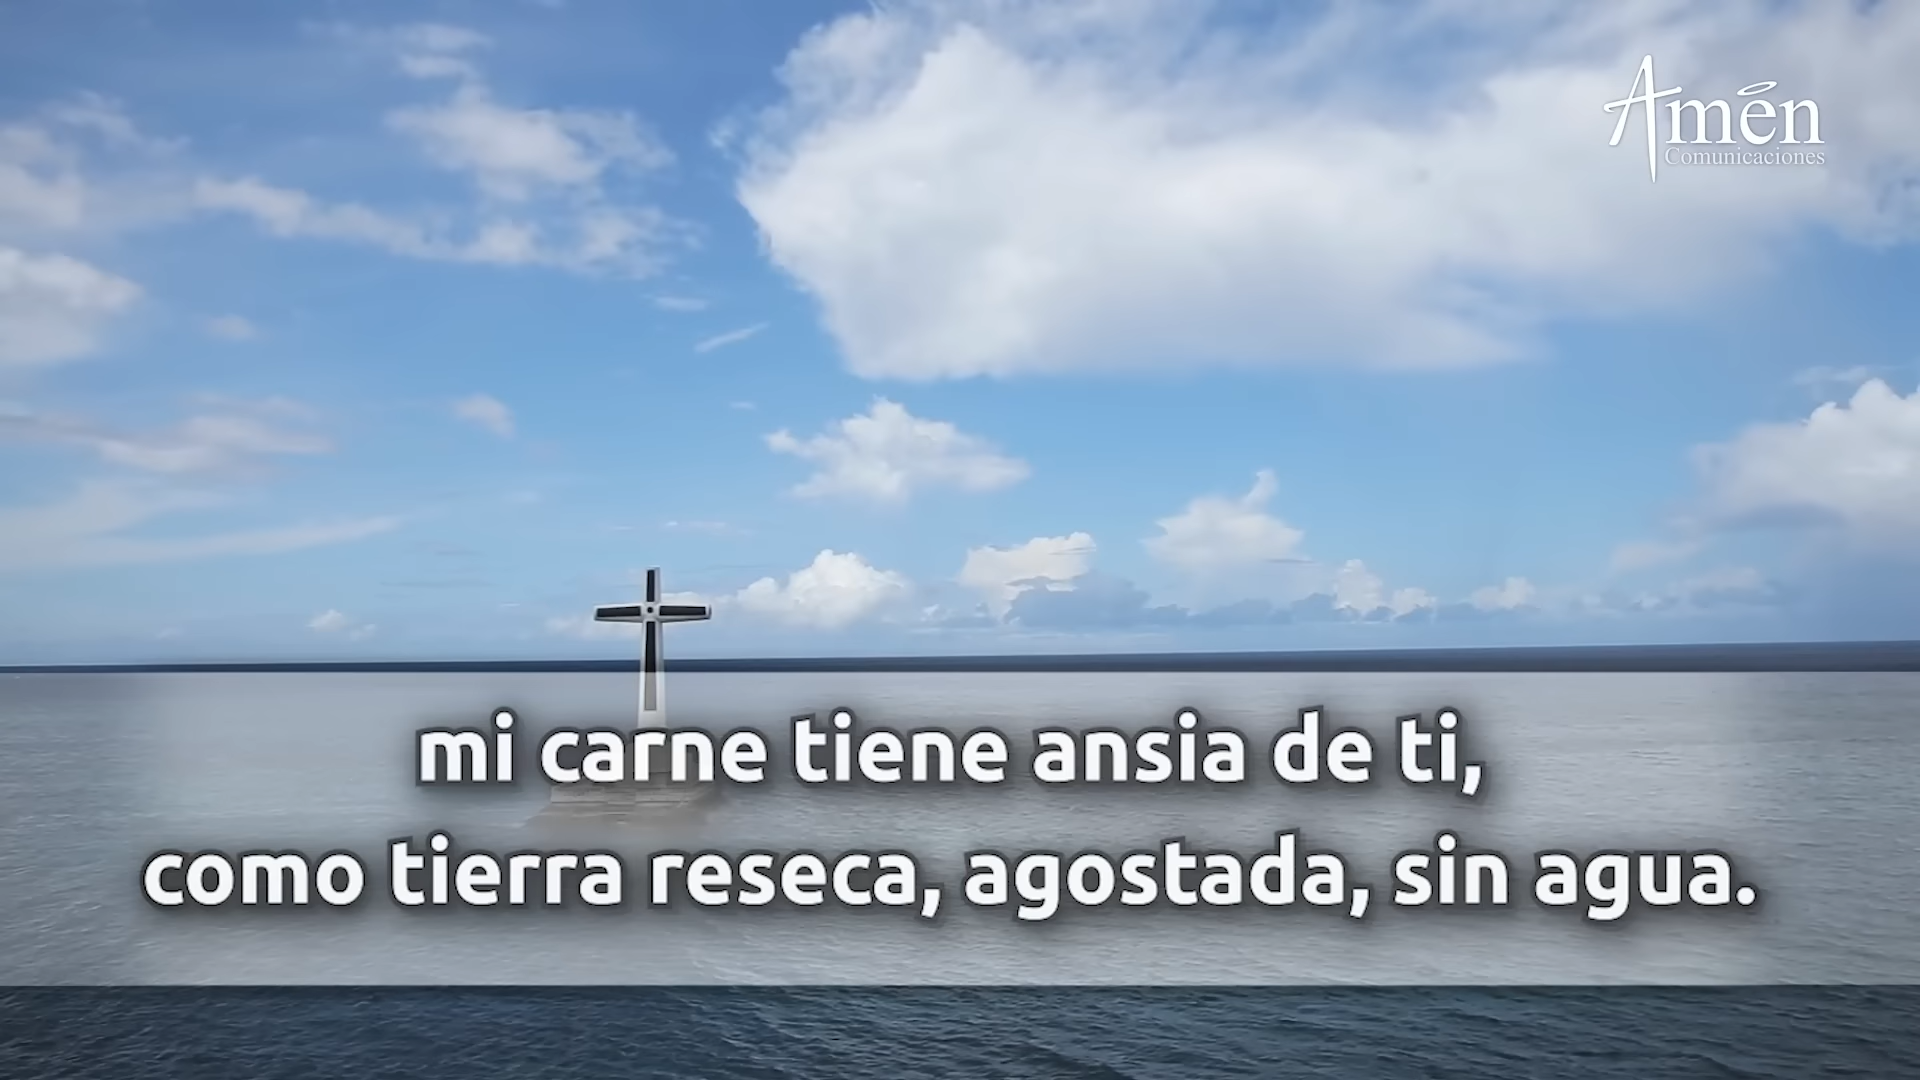 Amén
Comunicaciones
mi carne tiene ansia de ti,
como tierra reseca, agostada, sin agua.